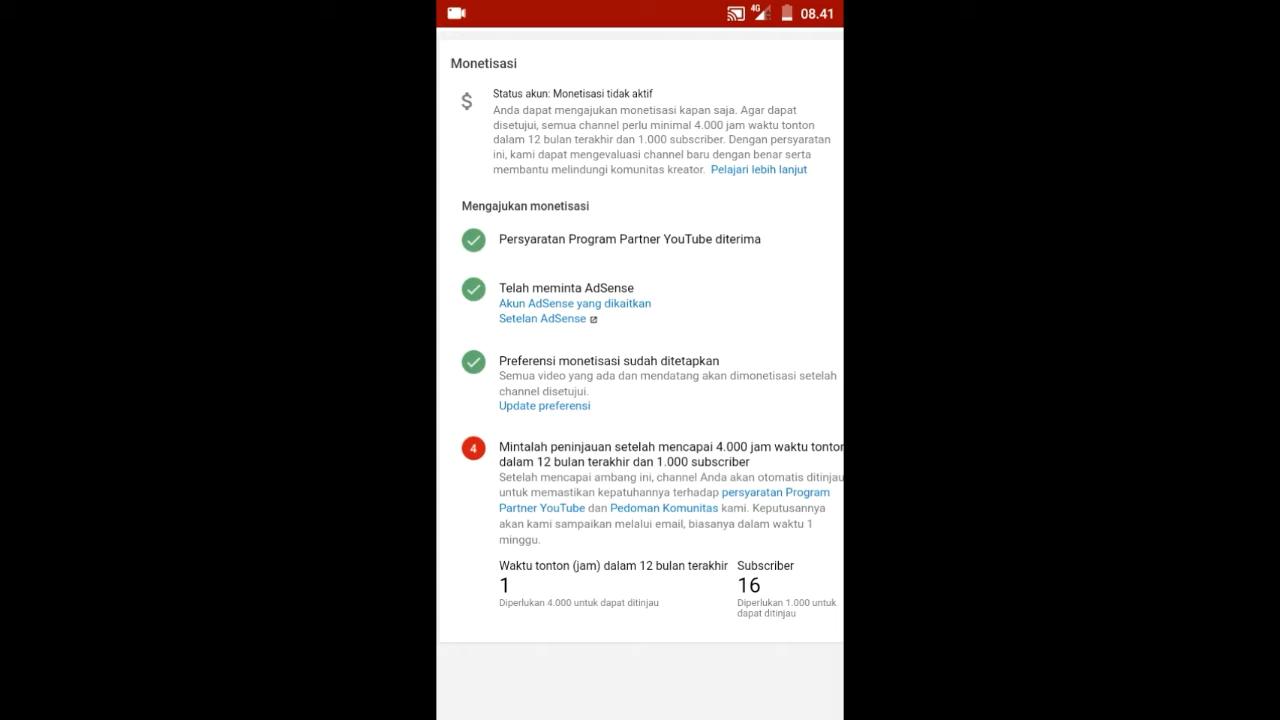 4G 08.41
Monetisasi
$ Status akun: Monetisasi tidak aktif
Anda dapat mengajukan monetisasi kapan saja. Agar dapat
disetujui, semua channel perlu minimal 4.000 jam waktu tonton
dalam 12 bulan terakhir dan 1.000 subscriber. Dengan persyaratan
ini, kami dapat mengevaluasi channel baru dengan benar serta
membantu melindungi komunitas kreator. Pelajari lebih lanjut
Mengajukan monetisasi
Persyaratan Program Partner YouTube diterima
Telah meminta AdSense
Akun AdSense yang dikaitkan
Setelan AdSense
Preferensi monetisasi sudah ditetapkan
Semua video yang ada dan mendatang akan dimonetisasi setelah
channel disetujui.
Update preferensi
4 Mintalah peninjauan setelah mencapai 4.000 jam waktu tonton
dalam 12 bulan terakhir dan 1.000 subscriber
Setelah mencapai ambang ini, channel Anda akan otomatis ditinjau
untuk memastikan kepatuhannya terhadap persyaratan Program
Partner YouTube dan Pedoman Komunitas kami. Keputusannya
akan kami sampaikan melalui email, biasanya dalam waktu 1
minggu.
Waktu tonton (jam) dalam 12 bulan terakhir Subscriber
1 16
Diperlukan 4.000 untuk dapat ditinjau Diperlukan 1.000 untuk
dapat ditinjau